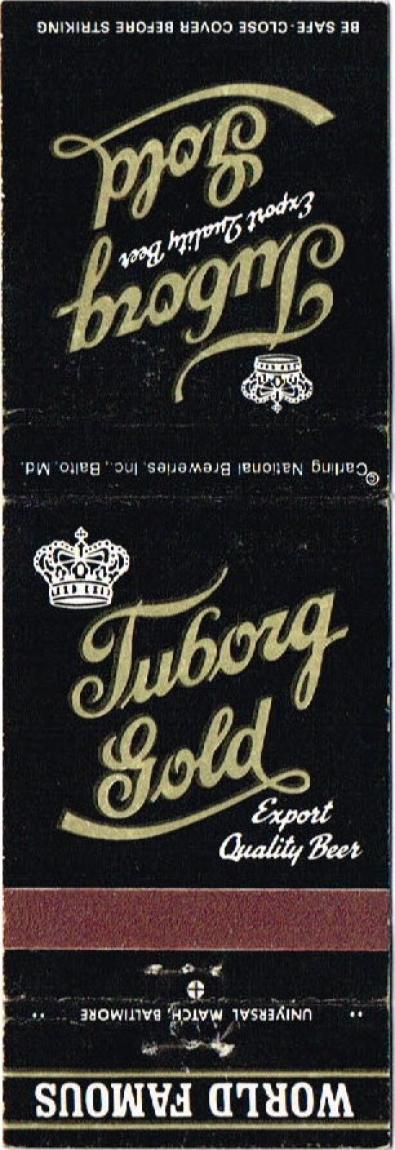 BE SAFE-CLOSE COVER BEFORE STRIKING
Tuborg
Export Quality Beer
Gold
©Carling National Breweries, Inc., Balto, Md.
Tuborg
Gold
Export
Quality Beer
UNIVERSAL MATCH, BALTIMORE
WORLD FAMOUS